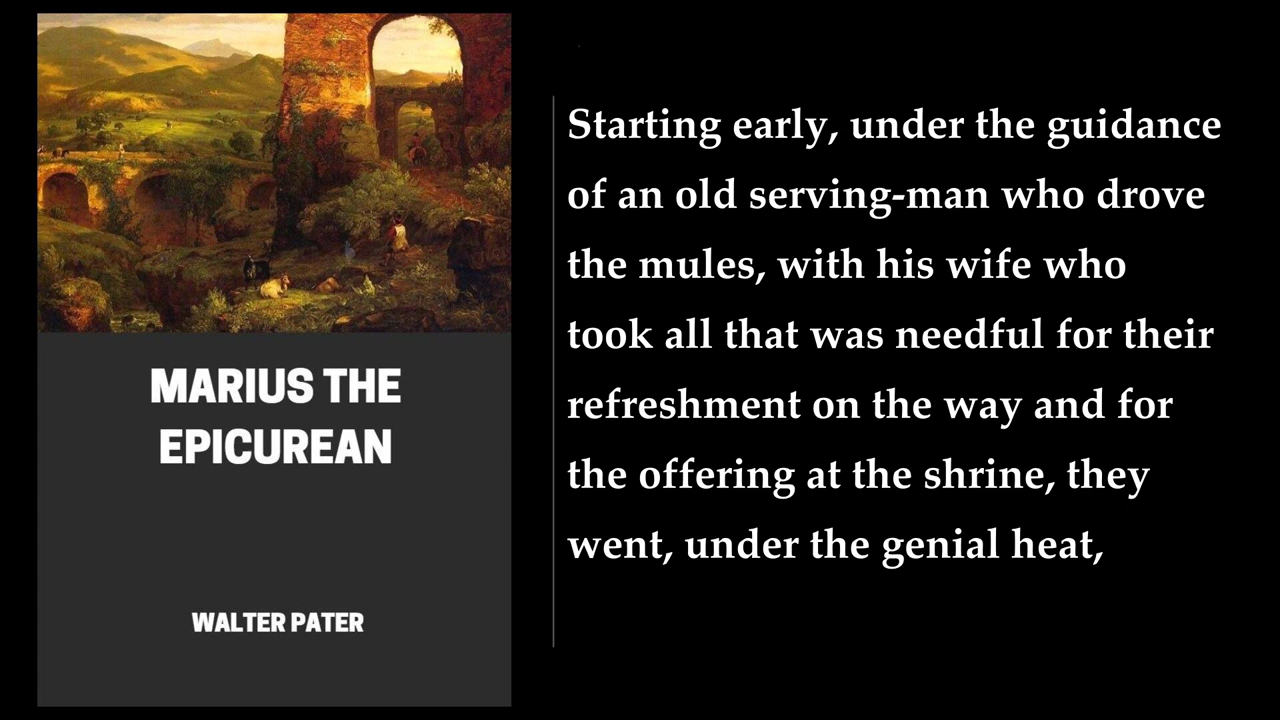 MARIUS THE
EPICUREAN
WALTER PATER
Starting early, under the guidance
of an old serving-man who drove
the mules, with his wife who
took all that was needful for their
refreshment on the way and for
the offering at the shrine, they
went, under the genial heat,